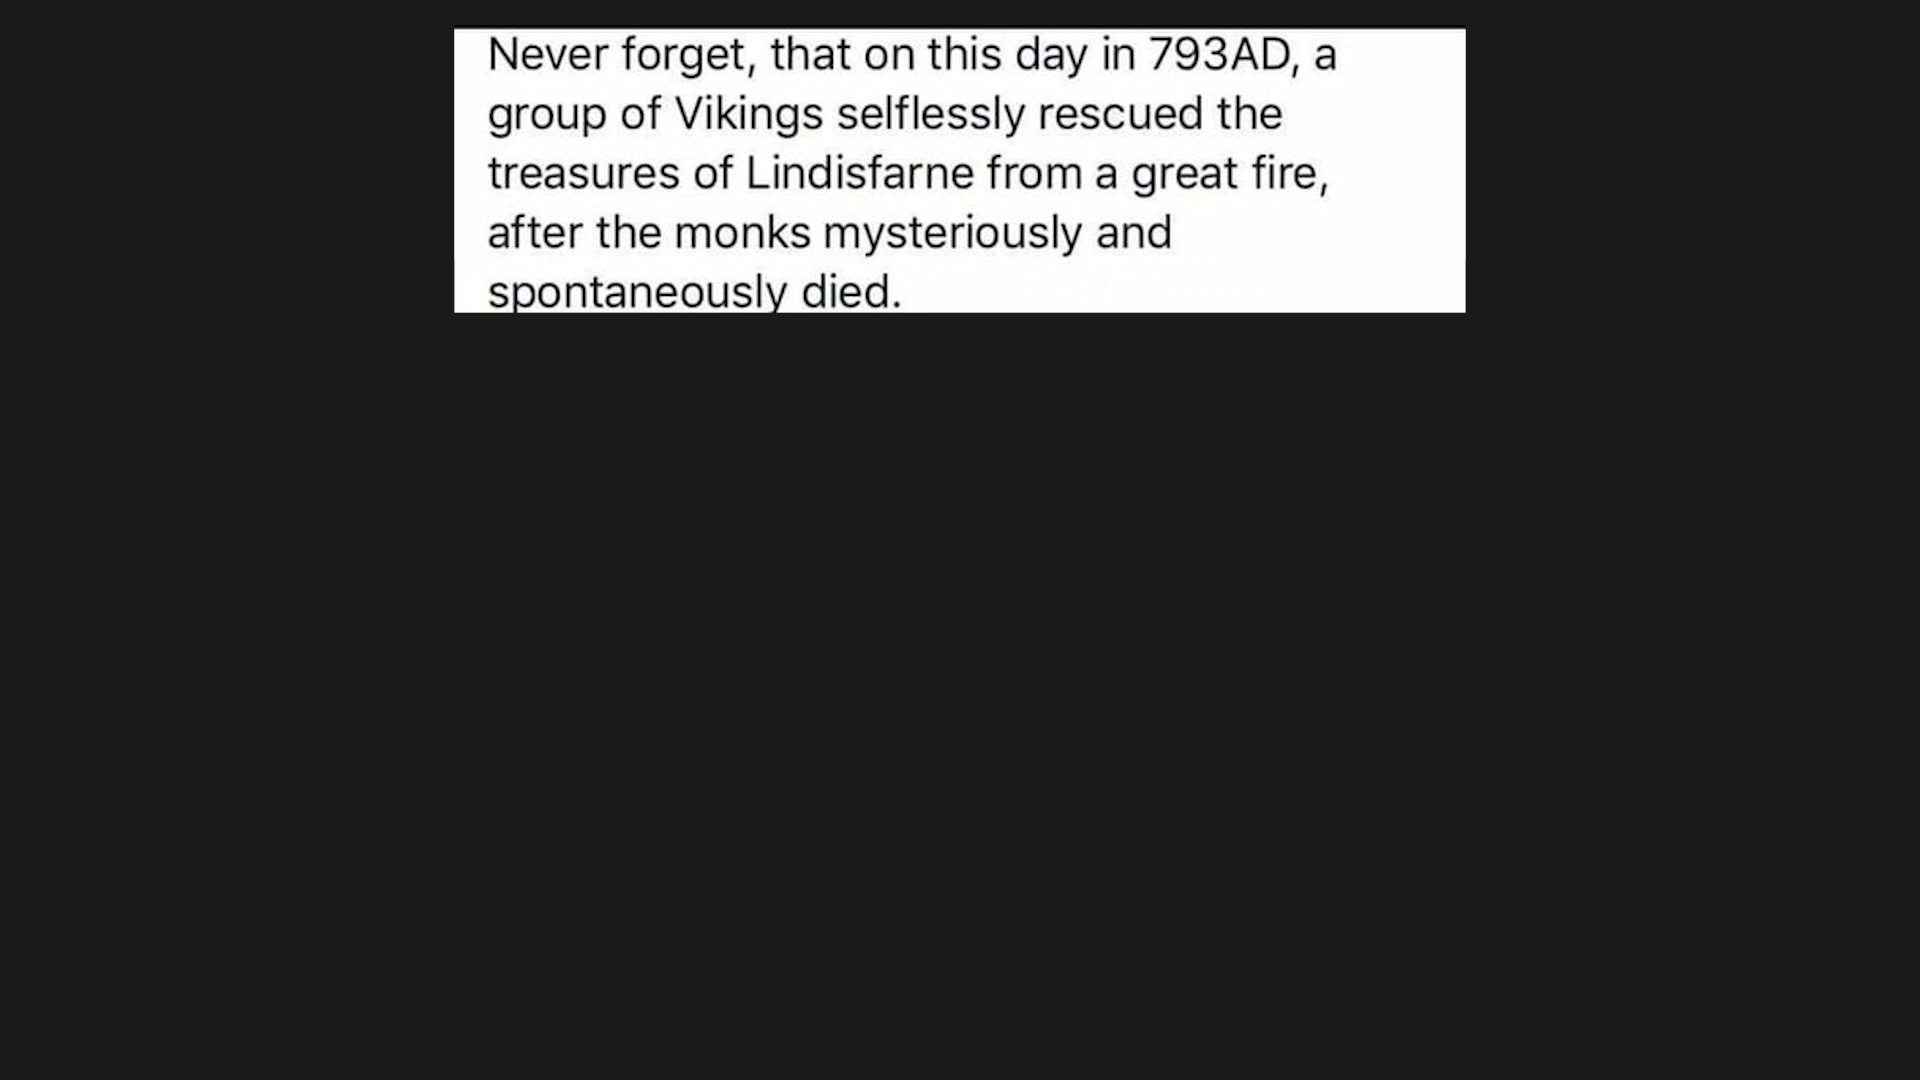 Never forget, that on this day in 793AD, a
group of Vikings selflessly rescued the
treasures of Lindisfarne from a great fire,
after the monks mysteriously and
spontaneously died.